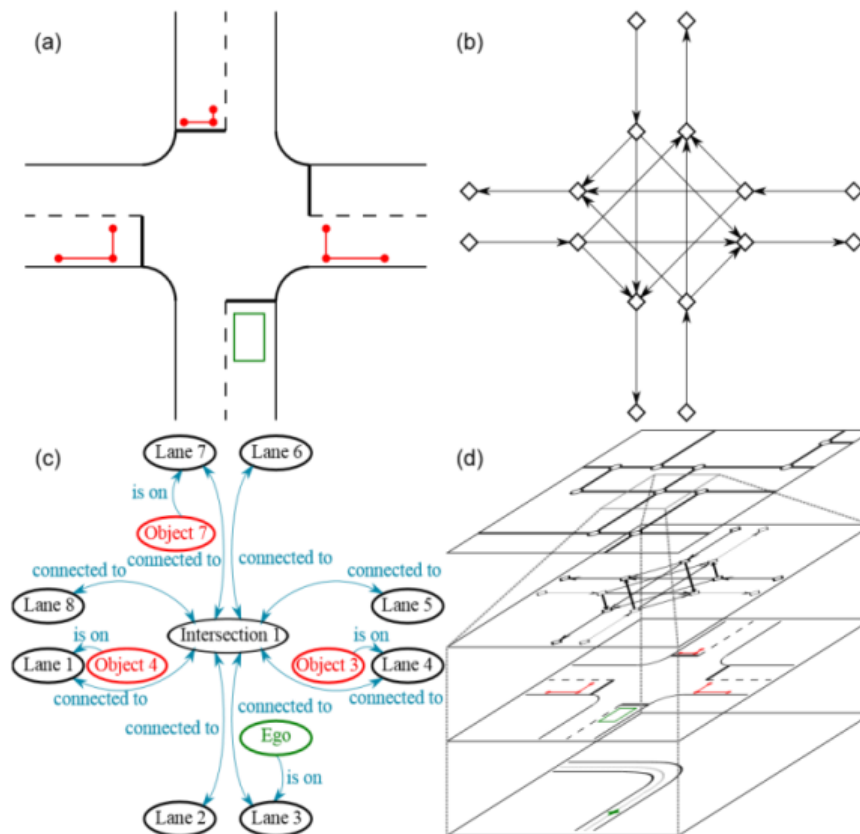 (a)
(b)
(c)
Lane 7
Lane 6
(d)
is on
Object 7
connected to
connected to
connected to
connected to
Lane 8
Lane 5
Intersection 1
is on
is on
Lane 1
Object 4
Object 3
Lane 4
connected to
connected to
connected to
connected to
Ego
is on
Lane 2
Lane 3